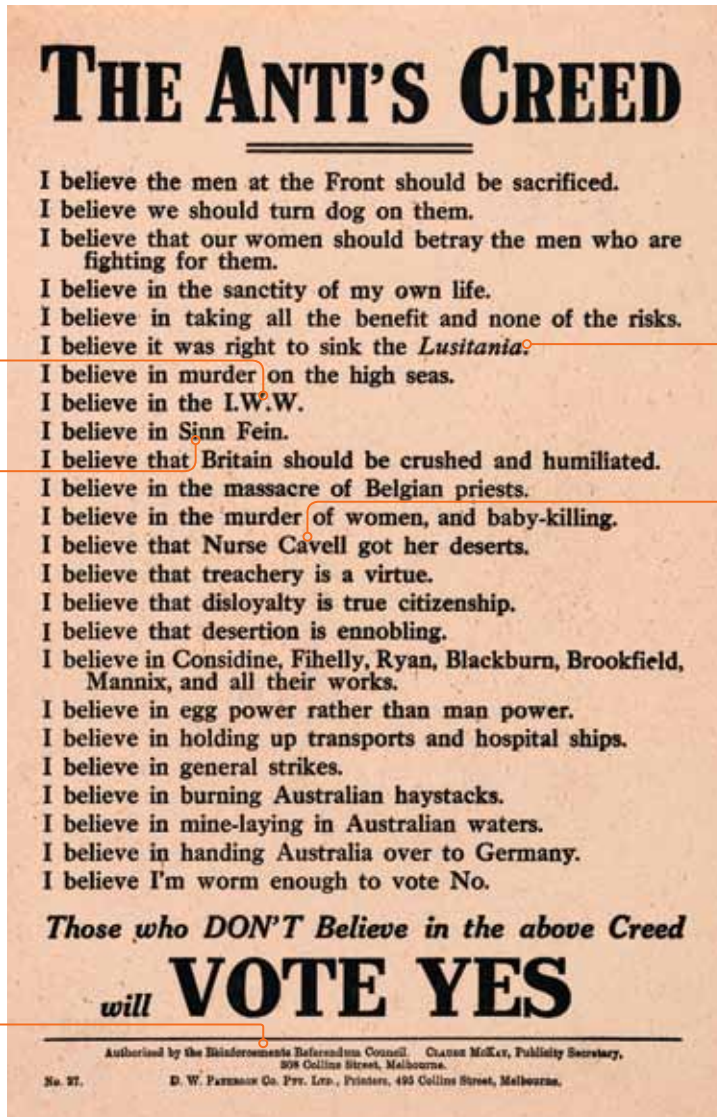 THE ANTI'S CREED
I believe the men at the Front should be sacrificed.
I believe we should turn dog on them.
I believe that our women should betray the men who are
fighting for them.
I believe in the sanctity of my own life.
I believe in taking all the benefit and none of the risks.
I believe it was right to sink the Lusitania.
I believe in murder on the high seas.
I believe in the I.W.W.
I believe in Sinn Fein.
I believe that Britain should be crushed and humiliated.
I believe in the massacre of Belgian priests.
I believe in the murder of women, and baby-killing.
I believe that Nurse Cavell got her deserts.
I believe that treachery is a virtue.
I believe that disloyalty is true citizenship.
I believe that desertion is ennobling.
I believe in Considine, Fihelly, Ryan, Blackburn, Brookfield,
Mannix, and all their works.
I believe in egg power rather than man power.
I believe in holding up transports and hospital ships.
I believe in general strikes.
I believe in burning Australian haystacks.
I believe in mine-laying in Australian waters.
I believe in handing Australia over to Germany.
I believe I'm worm enough to vote No.
Those who DON'T Believe in the above Creed
will VOTE YES
Authorised by the Reinforcements Referendum Council. CLAUDE McKAY, Publicity Secretary,
308 Collins Street, Melbourne.
No. 27. D. W. PATERSON Co. PTY. LTD., Printers, 495 Collins Street, Melbourne.